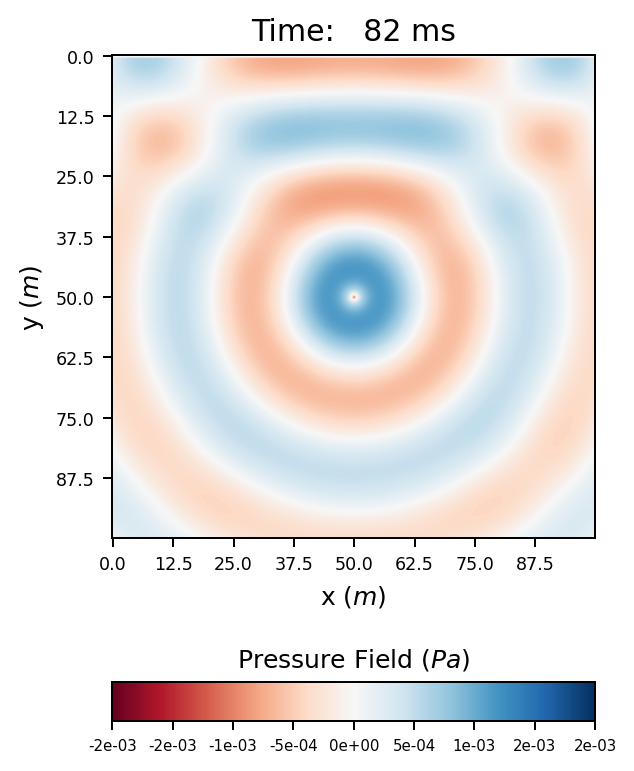 Time: 82 ms
0.0
12.5
25.0
37.5
50.0
62.5
75.0
87.5
y (m)
0.0 12.5 25.0 37.5 50.0 62.5 75.0 87.5
x (m)
Pressure Field (Pa)
-2e-03 -2e-03 -1e-03 -5e-04 0e+00 5e-04 1e-03 2e-03 2e-03